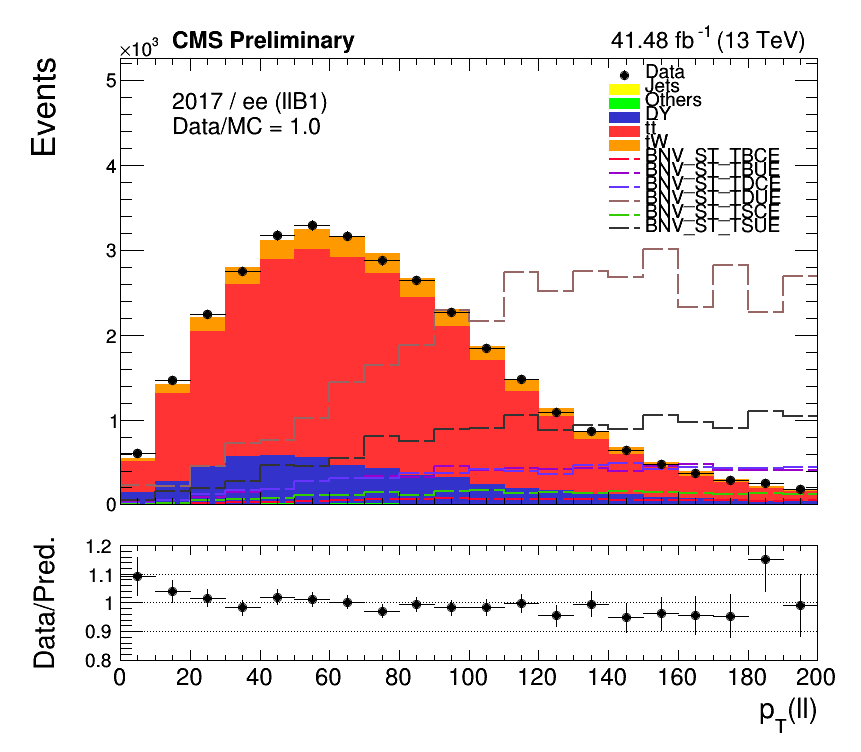 ×10³ CMS Preliminary 41.48 fb⁻¹ (13 TeV)
Events
2017 / ee (llB1)
Data/MC = 1.0
Data
Jets
Others
DY
tt
tW
BNV_ST_TBCE
BNV_ST_TBUE
BNV_ST_TDCE
BNV_ST_TDUE
BNV_ST_TSCE
BNV_ST_TSUE
5
4
3
2
1
0
Data/Pred.
1.2
1.1
1
0.9
0.8
0 20 40 60 80 100 120 140 160 180 200
p_T(ll)